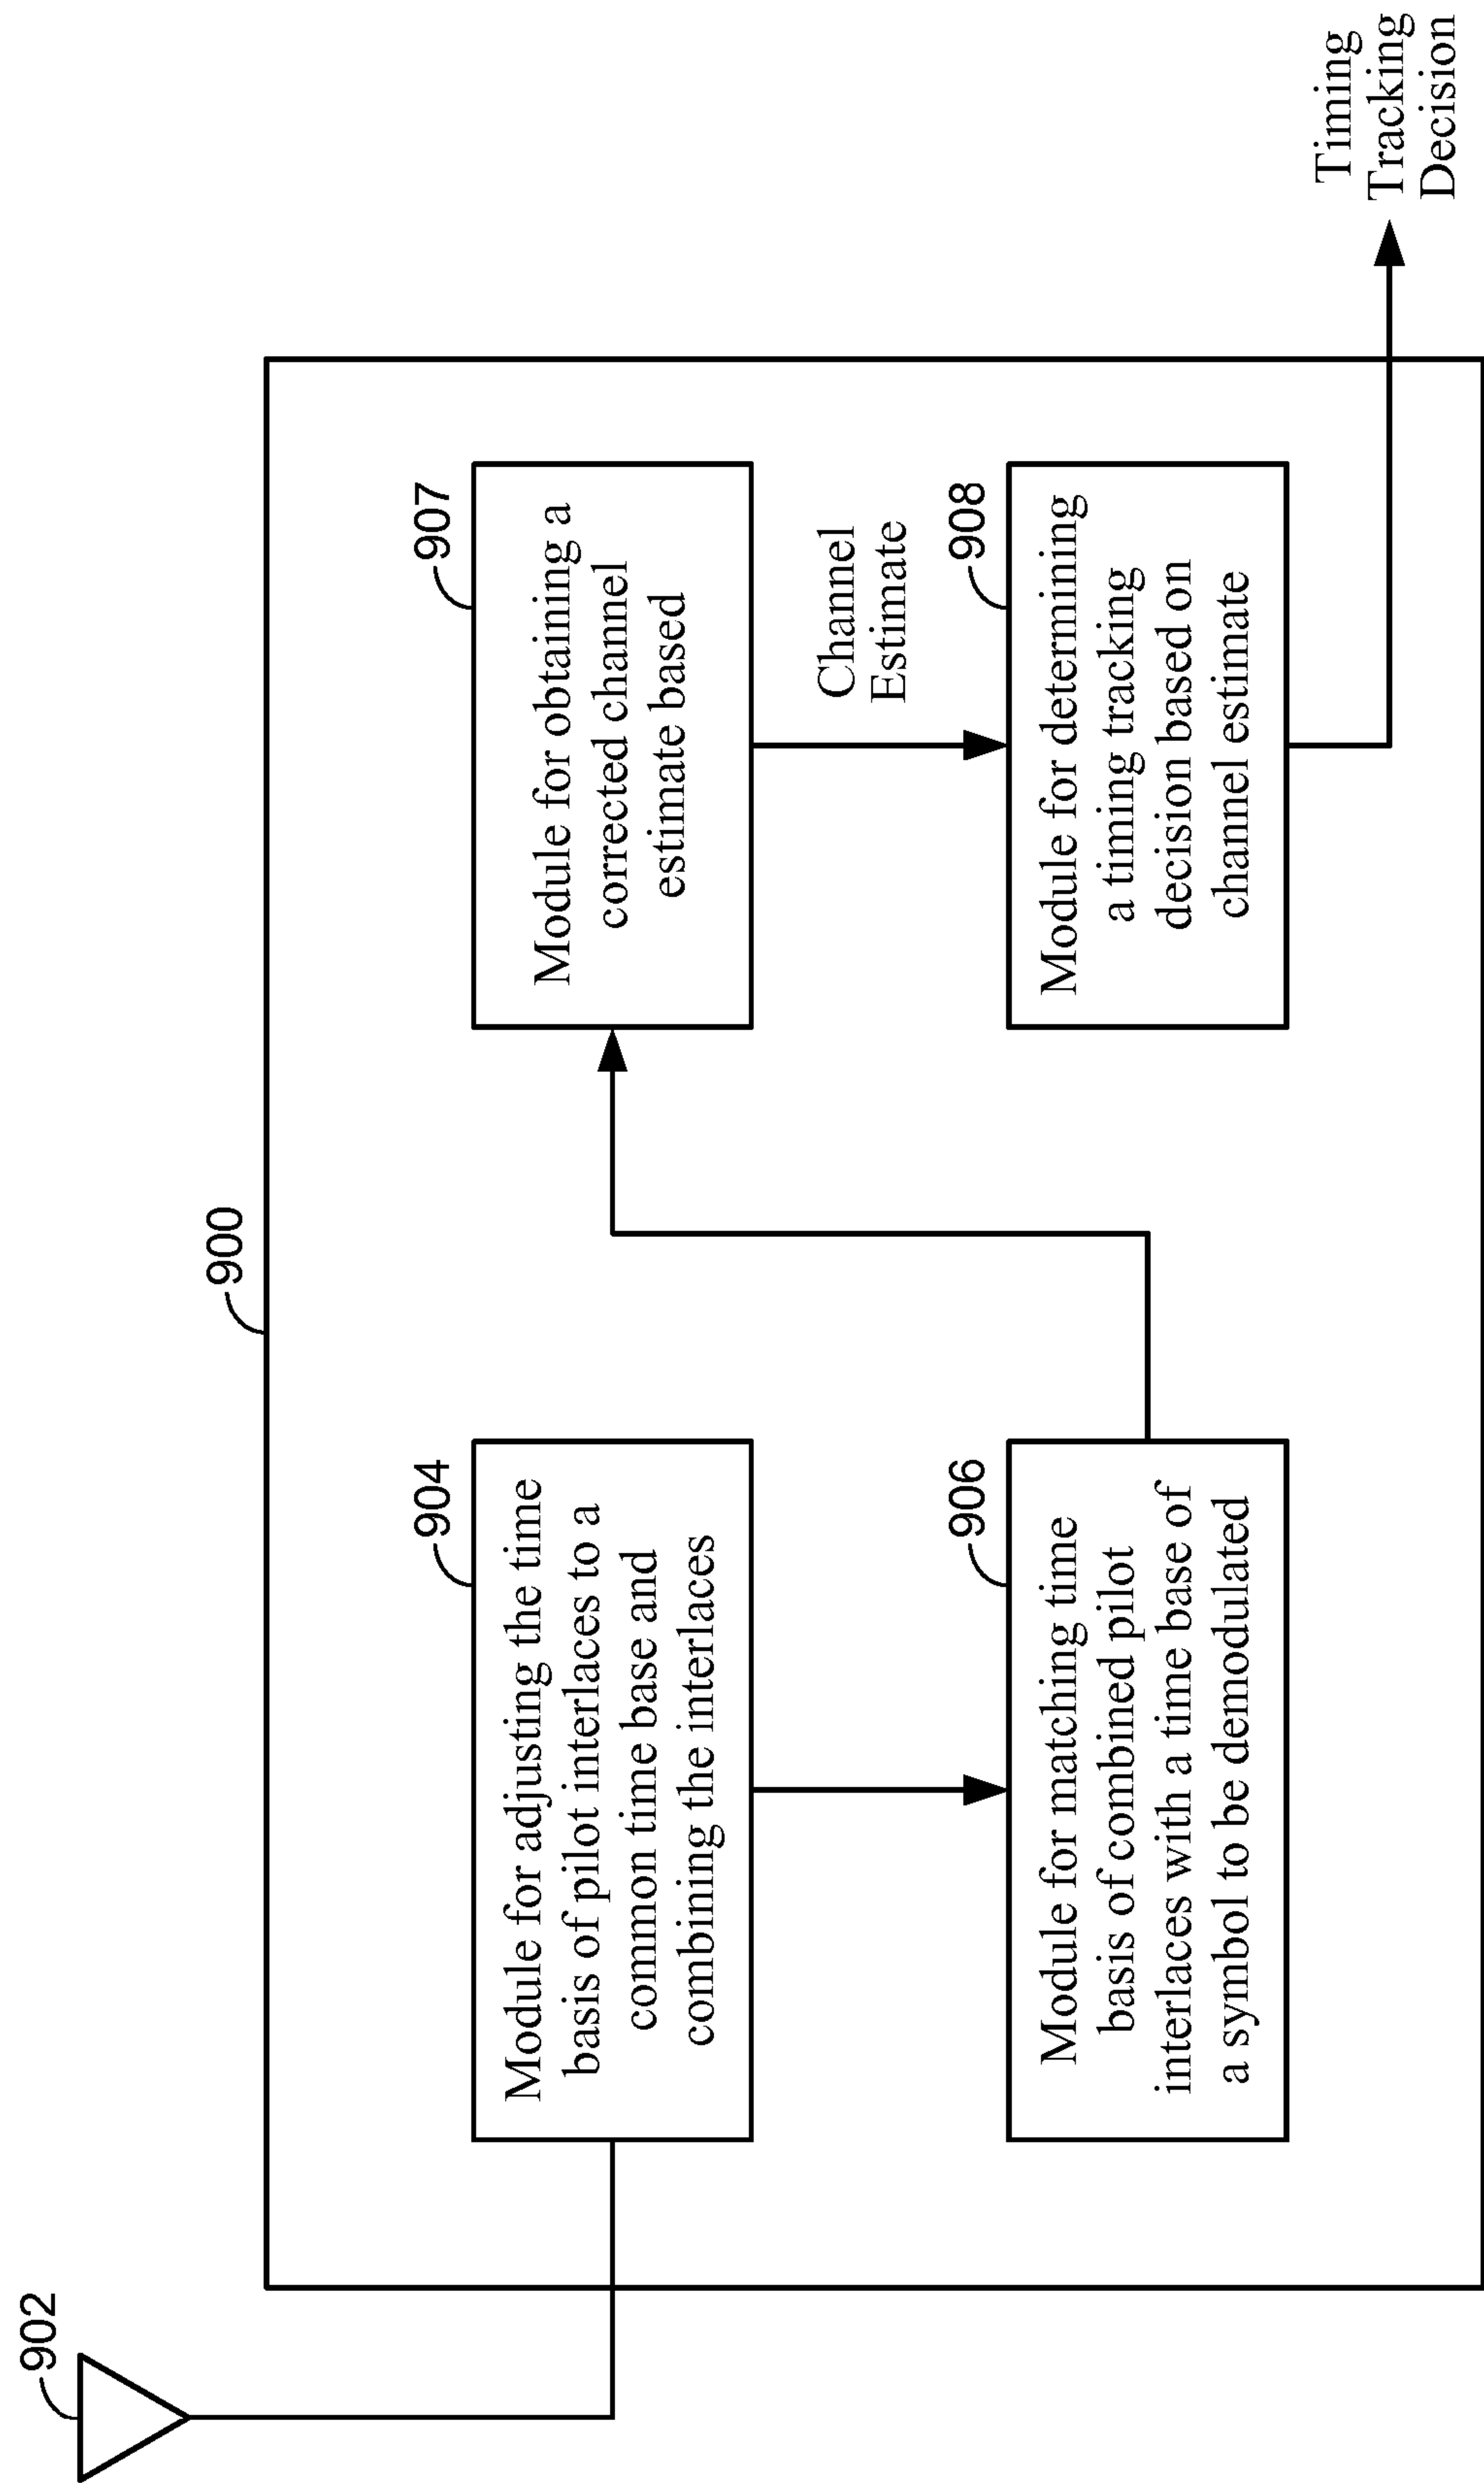 902
900
904
Module for adjusting the time
basis of pilot interlaces to a
common time base and
combining the interlaces
906
Module for matching time
basis of combined pilot
interlaces with a time base of
a symbol to be demodulated
907
Module for obtaining a
corrected channel
estimate based
Channel
Estimate
908
Module for determining
a timing tracking
decision based on
channel estimate
Timing
Tracking
Decision